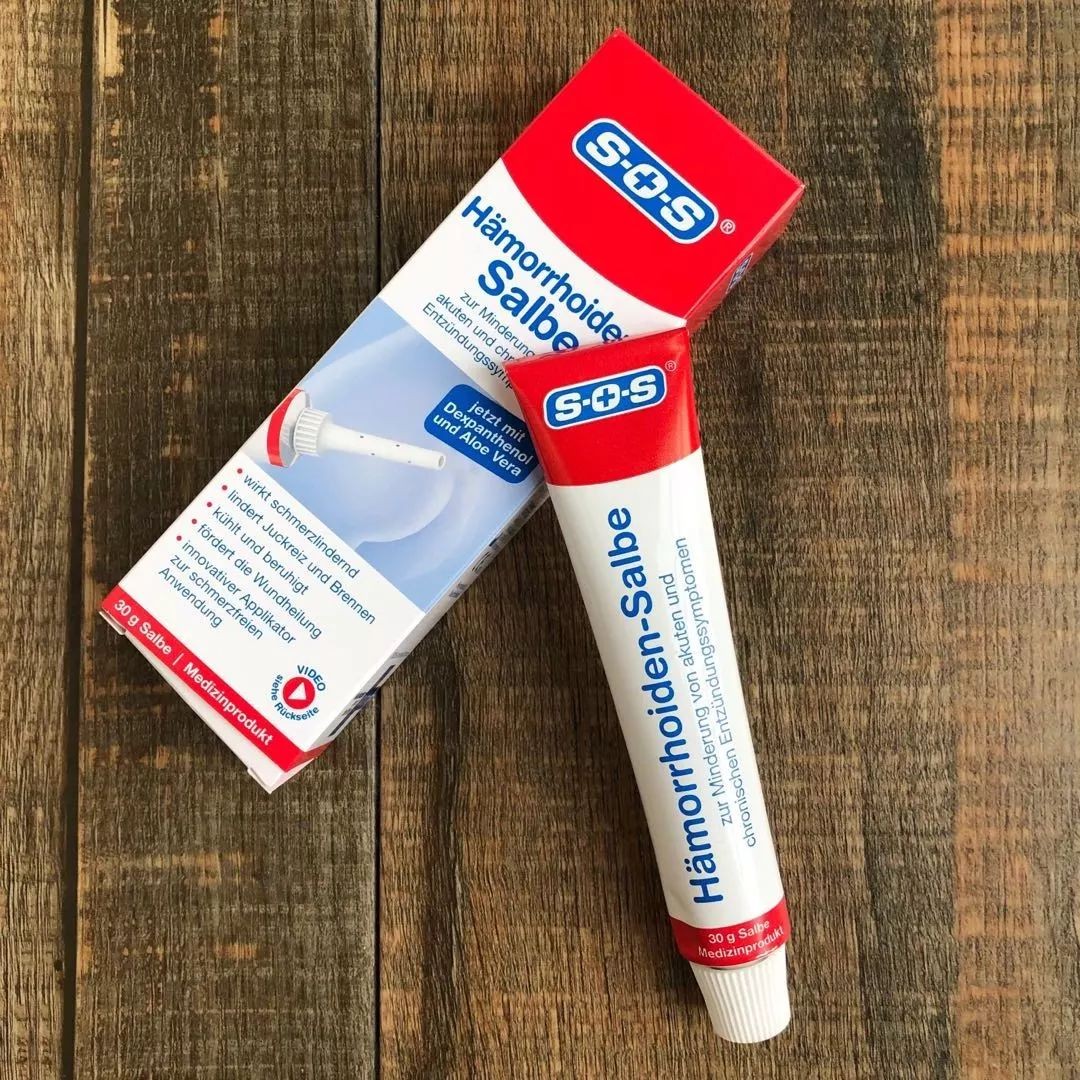 S-O-S®
Hämorrhoiden
Salbe
zur Minderung
akuten und
Entzündungssymp
jetzt mit
Dexpanthenol
und Aloe Vera
• wirkt schmerzlindernd
• lindert Juckreiz und Brennen
• kühlt und beruhigt
• fördert die Wundheilung
• innovativer Applikator
zur schmerzfreien
Anwendung
VIDEO
siehe Rückseite
30 g Salbe | Medizinprodukt
S-O-S®
Hämorrhoiden-Salbe
zur Minderung von akuten und
chronischen Entzündungssymptomen
30 g Salbe
Medizinprodukt